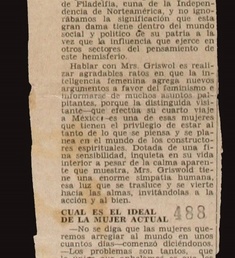 de Filadelfia, cuna de la Indepen-
dencia de Norteamérica, y no igno-
rábamos la significación que esta
gran dama tiene dentro del mundo
social y político de su patria a la
vez que la influencia que ejerce en
otros sectores del pensamiento de
este hemisferio.
Hablar con Mrs. Griswol es reali-
zar agradables ratos en que la in-
teligencia femenina agrega nuevos
argumentos a favor del feminismo e
informarse de muchos asuntos pal-
pitantes, porque la distinguida visi-
tante—que efectúa su cuarto viaje
a México— es una de esas mujeres
que tienen el privilegio de estar al
tanto de lo que se piensa y se pla-
nea en el mundo de los constructo-
res espirituales. Dotada de una fi-
na sensibilidad, inquieta en su vida
interior a pesar de la calma aparen-
te que muestra, Mrs. Griswold tie-
ne una enorme simpatía humana,
esa luz que se trasluce y se vierte
hacia las almas, invitándolas a la
acción y al bien.
CUAL ES EL IDEAL
DE LA MUJER ACTUAL
488
—No se diga que las mujeres que-
remos arreglar al mundo en unos
cuantos días—comenzó diciéndonos
—Los problemas son tantos, que